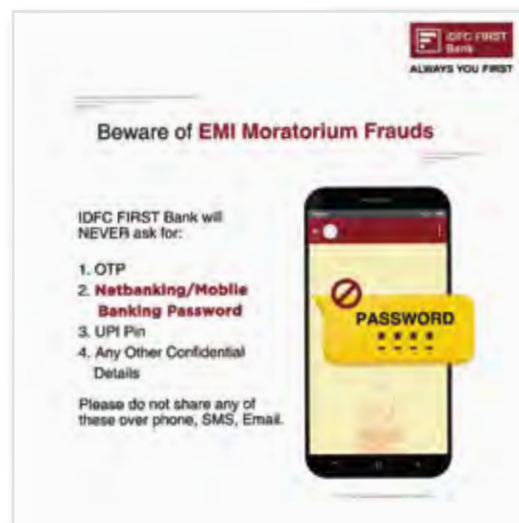 IDFC FIRST
Bank
ALWAYS YOU FIRST
Beware of EMI Moratorium Frauds
IDFC FIRST Bank will
NEVER ask for:
1. OTP
2. Netbanking/Mobile
Banking Password
3. UPI Pin
4. Any Other Confidential
Details
Please do not share any of
these over phone, SMS, Email.
PASSWORD